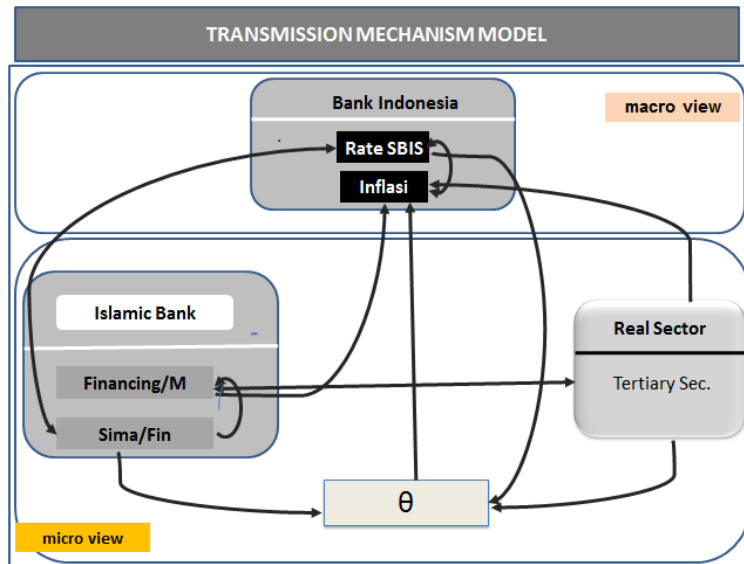 TRANSMISSION MECHANISM MODEL
Bank Indonesia
macro view
Rate SBIS
Inflasi
Islamic Bank
Real Sector
Financing/M
Tertiary Sec.
Sima/Fin
θ
micro view